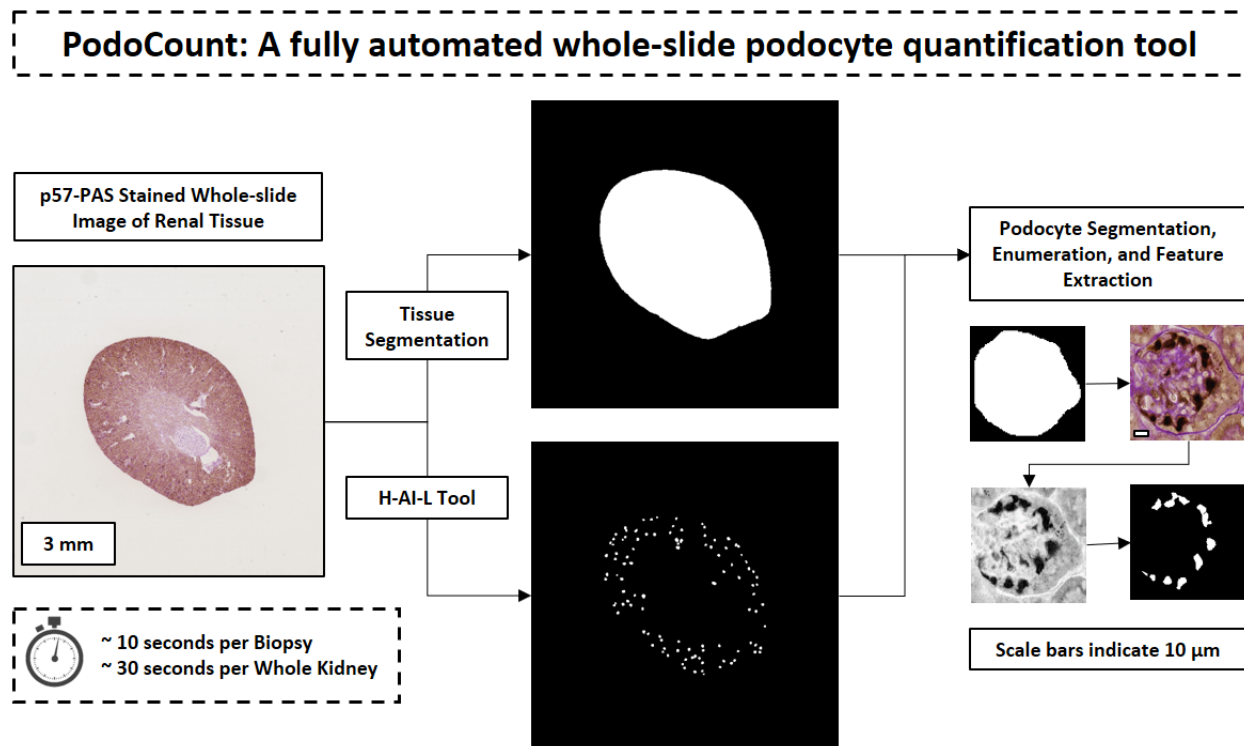 PodoCount: A fully automated whole-slide podocyte quantification tool
p57-PAS Stained Whole-slide
Image of Renal Tissue
3 mm
~ 10 seconds per Biopsy
~ 30 seconds per Whole Kidney
Tissue
Segmentation
H-AI-L Tool
Podocyte Segmentation,
Enumeration, and Feature
Extraction
Scale bars indicate 10 μm